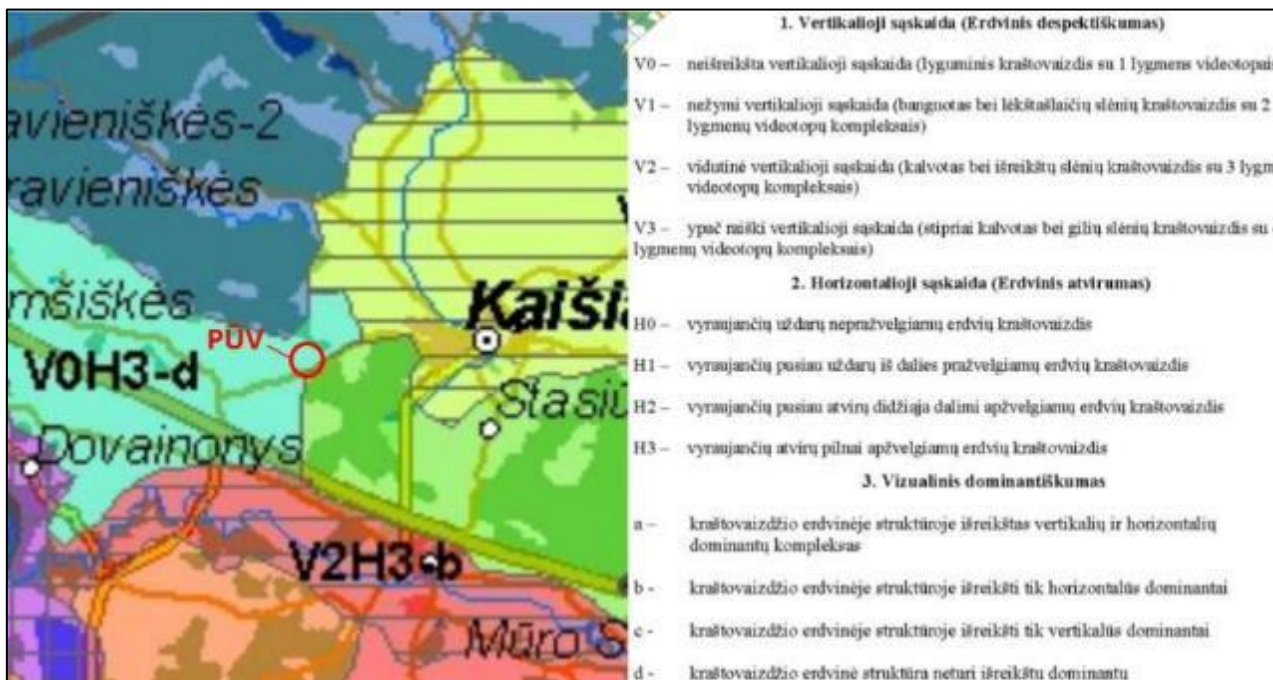 avieniškės-2
avieniškės
mšiškės
PŪV
V0H3-d
Dovainonys
Kaiši
Stasiū
V2H3-b
Mūro S
1. Vertikalioji sąskaida (Erdvinis despektiškumas)
V0 – neišreikšta vertikalioji sąskaida (lyguminis kraštovaizdis su 1 lygmens videotopais
V1 – nežymi vertikalioji sąskaida (banguotas bei lėkštašlaičių slėnių kraštovaizdis su 2
lygmenų videotopų kompleksais)
V2 – vidutinė vertikalioji sąskaida (kalvotas bei išreikštų slėnių kraštovaizdis su 3 lygm
videotopų kompleksais)
V3 – ypač raiški vertikalioji sąskaida (stipriai kalvotas bei gilių slėnių kraštovaizdis su
lygmenų videotopų kompleksais)
2. Horizontalioji sąskaida (Erdvinis atvirumas)
H0 – vyraujančių uždarų nepražvelgiamų erdvių kraštovaizdis
H1 – vyraujančių pusiau uždarų iš dalies pražvelgiamų erdvių kraštovaizdis
H2 – vyraujančių pusiau atvirų didžiąja dalimi apžvelgiamų erdvių kraštovaizdis
H3 – vyraujančių atvirų pilnai apžvelgiamų erdvių kraštovaizdis
3. Vizualinis dominantiškumas
a – kraštovaizdžio erdvinėje struktūroje išreikštas vertikalių ir horizontalių
dominantų kompleksas
b - kraštovaizdžio erdvinėje struktūroje išreikšti tik horizontalūs dominantai
c - kraštovaizdžio erdvinėje struktūroje išreikšti tik vertikalūs dominantai
d - kraštovaizdžio erdvinė struktūra neturi išreikštų dominantų